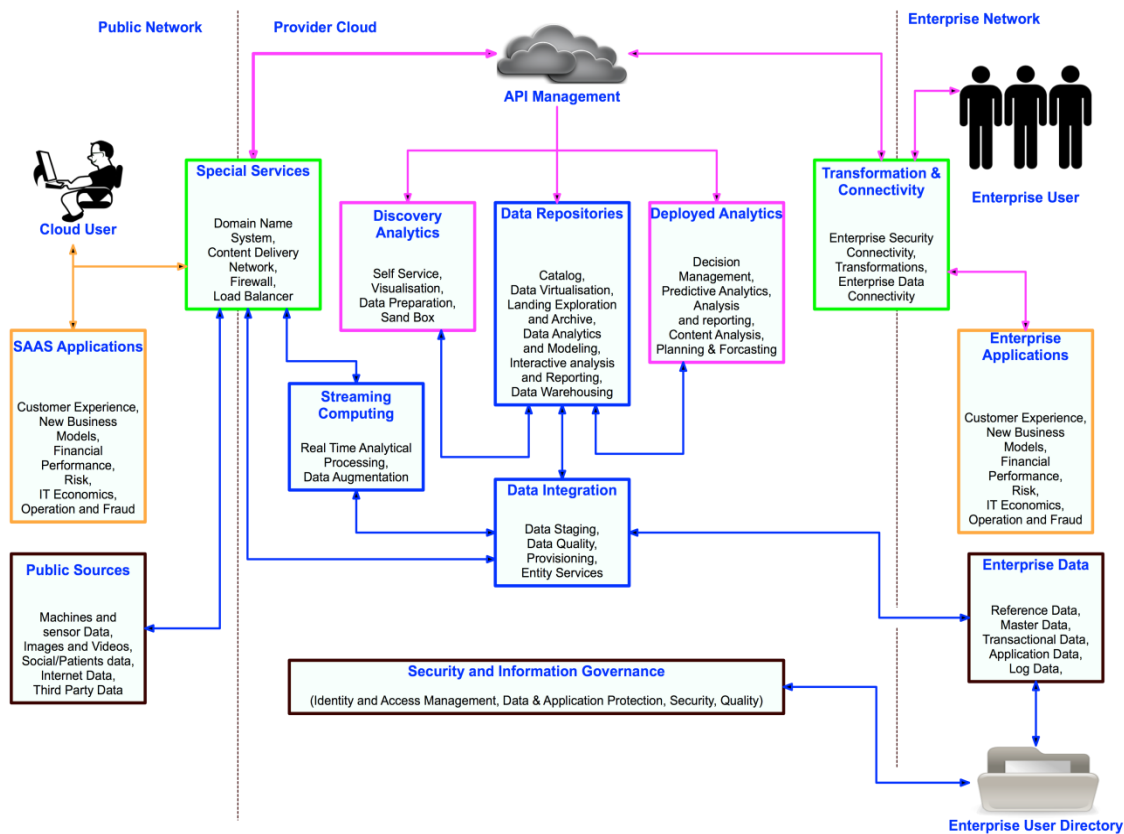 Public Network
Provider Cloud
Enterprise Network
API Management
Cloud User
Special Services
Domain Name
System,
Content Delivery
Network,
Firewall,
Load Balancer
Discovery
Analytics
Self Service,
Visualisation,
Data Preparation,
Sand Box
Data Repositories
Catalog,
Data Virtualisation,
Landing Exploration
and Archive,
Data Analytics
and Modeling,
Interactive analysis
and Reporting,
Data Warehousing
Deployed Analytics
Decision
Management,
Predictive Analytics,
Analysis
and reporting,
Content Analysis,
Planning & Forcasting
Transformation &
Connectivity
Enterprise Security
Connectivity,
Transformations,
Enterprise Data
Connectivity
Enterprise User
SAAS Applications
Customer Experience,
New Business
Models,
Financial
Performance,
Risk,
IT Economics,
Operation and Fraud
Streaming
Computing
Real Time Analytical
Processing,
Data Augmentation
Enterprise
Applications
Customer Experience,
New Business
Models,
Financial
Performance,
Risk,
IT Economics,
Operation and Fraud
Data Integration
Data Staging,
Data Quality,
Provisioning,
Entity Services
Public Sources
Machines and
sensor Data,
Images and Videos,
Social/Patients data,
Internet Data,
Third Party Data
Enterprise Data
Reference Data,
Master Data,
Transactional Data,
Application Data,
Log Data,
Security and Information Governance
(Identity and Access Management, Data & Application Protection, Security, Quality)
Enterprise User Directory